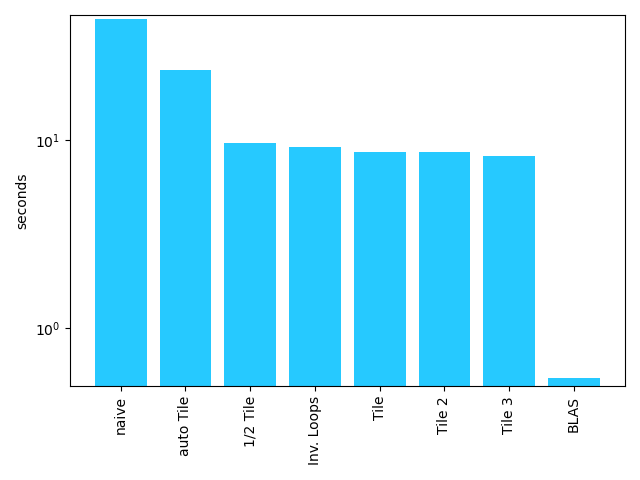 seconds
10¹
10⁰
naive
auto Tile
1/2 Tile
Inv. Loops
Tile
Tile 2
Tile 3
BLAS